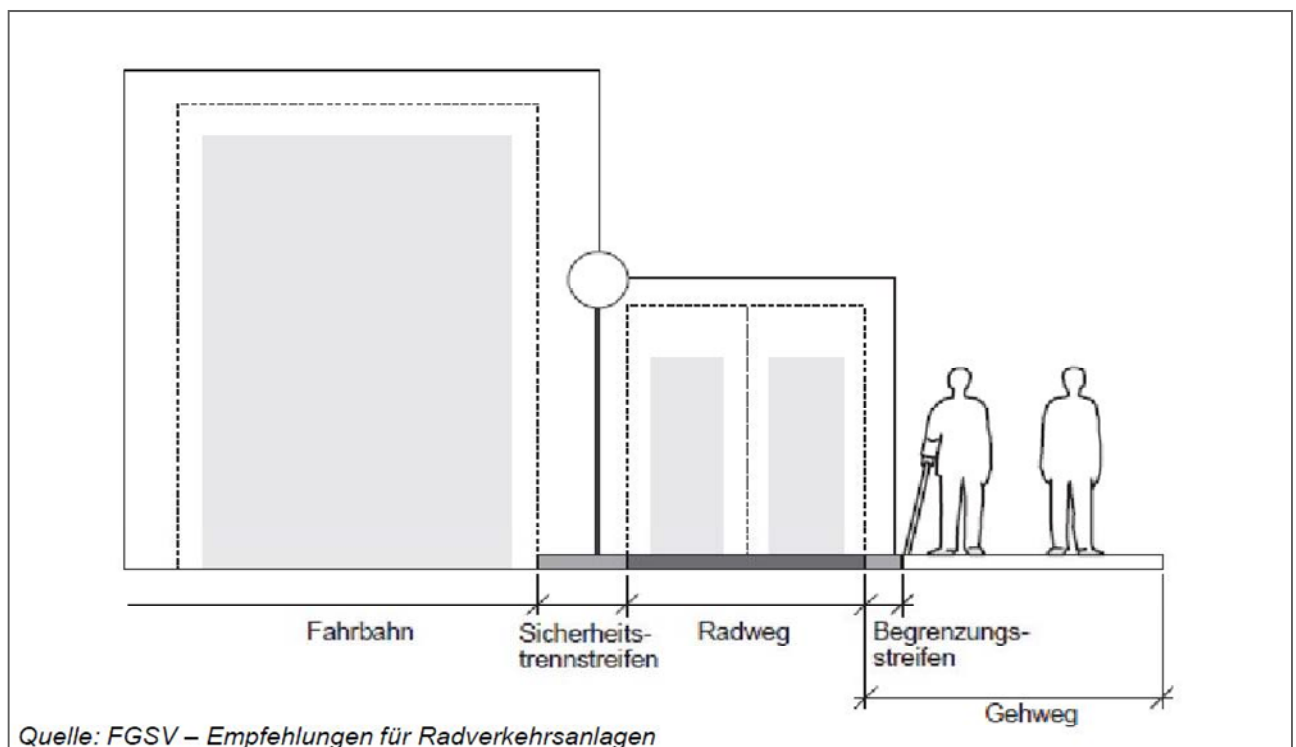 Fahrbahn
Sicherheits-
trennstreifen
Radweg
Begrenzungs-
streifen
Gehweg
Quelle: FGSV – Empfehlungen für Radverkehrsanlagen